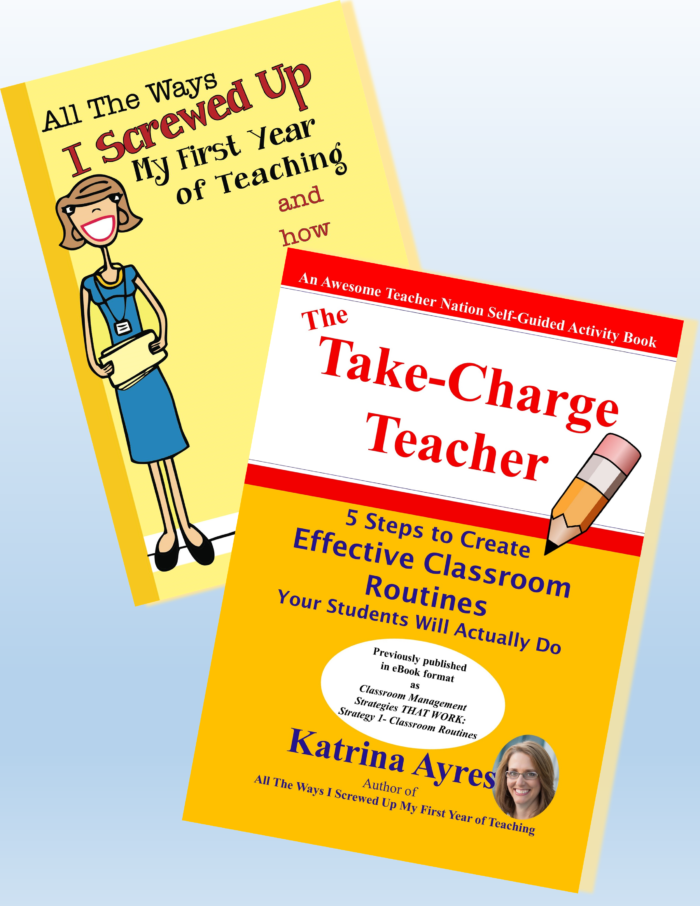 All The Ways
I Screwed Up
My First Year
of Teaching
and
how
An Awesome Teacher Nation Self-Guided Activity Book
The
Take-Charge
Teacher
5 Steps to Create
Effective Classroom
Routines
Your Students Will Actually Do
Previously published
in eBook format
as
Classroom Management
Strategies THAT WORK:
Strategy 1- Classroom Routines
Katrina Ayres
Author of
All The Ways I Screwed Up My First Year of Teaching